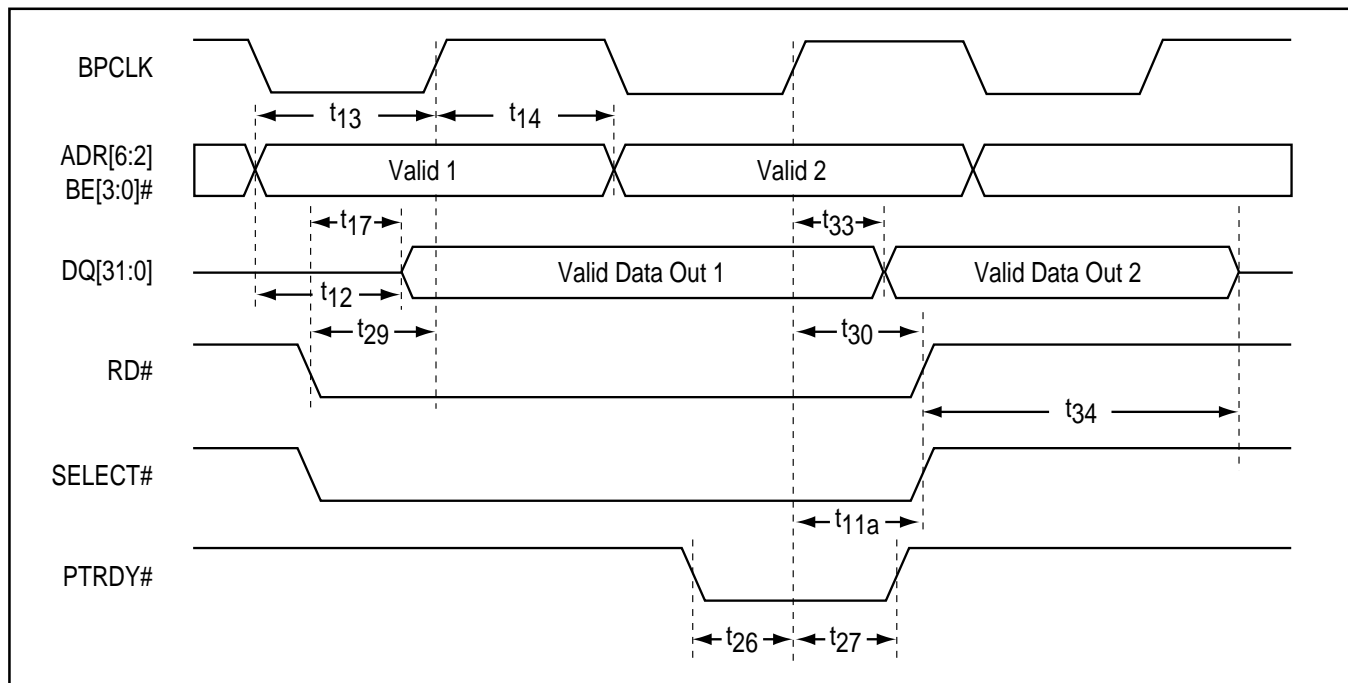 BPCLK
t13
t14
ADR[6:2]
BE[3:0]#
Valid 1
Valid 2
t17
t33
DQ[31:0]
Valid Data Out 1
Valid Data Out 2
t12
t29
t30
RD#
t34
SELECT#
t11a
PTRDY#
t26
t27